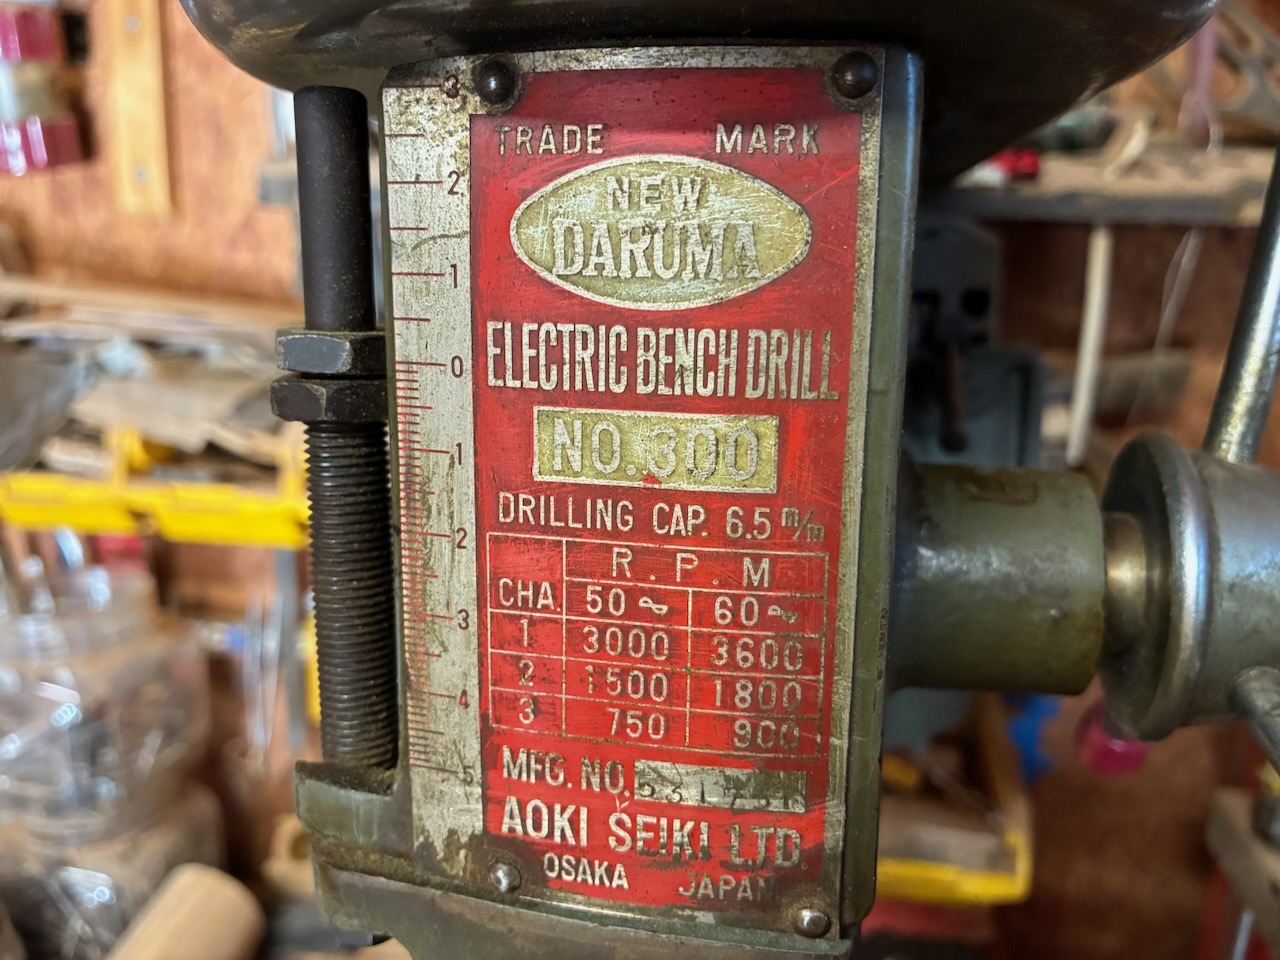 3
2
1
0
1
2
3
4
5
TRADE MARK
NEW
DARUMA
ELECTRIC BENCH DRILL
NO. 300
DRILLING CAP. 6.5 m/m
R. P. M
CHA. 50~ 60~
1 3000 3600
2 1500 1800
3 750 900
MFG. NO.
AOKI SEIKI LTD.
OSAKA JAPAN